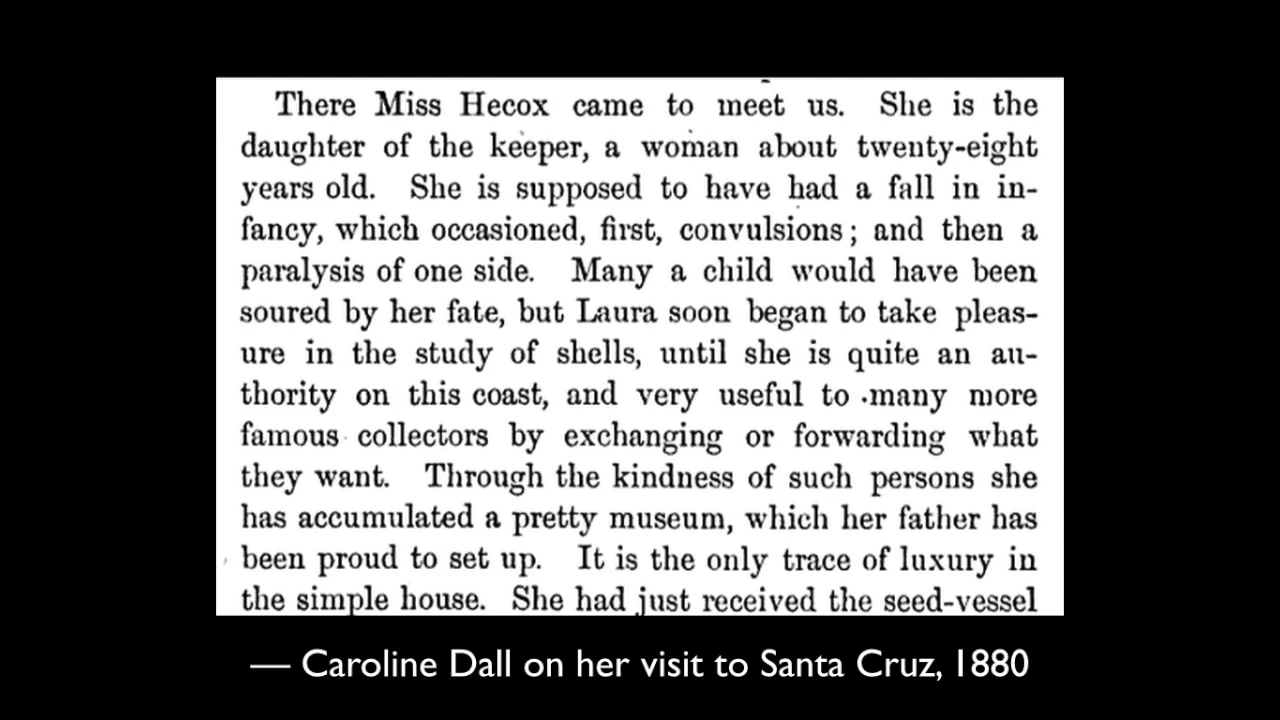 There Miss Hecox came to meet us. She is the
daughter of the keeper, a woman about twenty-eight
years old. She is supposed to have had a fall in in-
fancy, which occasioned, first, convulsions; and then a
paralysis of one side. Many a child would have been
soured by her fate, but Laura soon began to take pleas-
ure in the study of shells, until she is quite an au-
thority on this coast, and very useful to many more
famous collectors by exchanging or forwarding what
they want. Through the kindness of such persons she
has accumulated a pretty museum, which her father has
been proud to set up. It is the only trace of luxury in
the simple house. She had just received the seed-vessel
— Caroline Dall on her visit to Santa Cruz, 1880